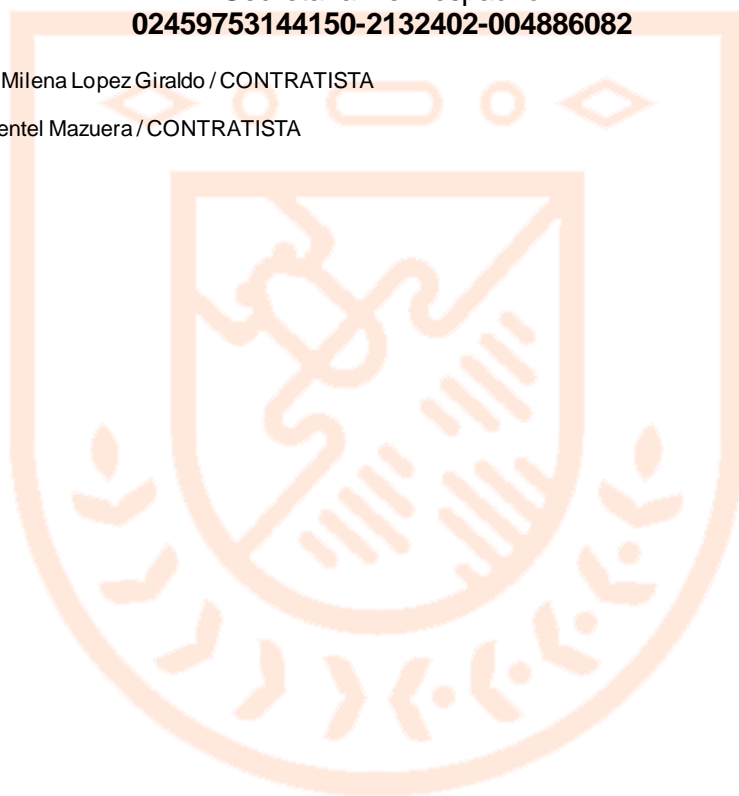 02459753144150-2132402-004886082
Milena Lopez Giraldo / CONTRATISTA
entel Mazuera / CONTRATISTA